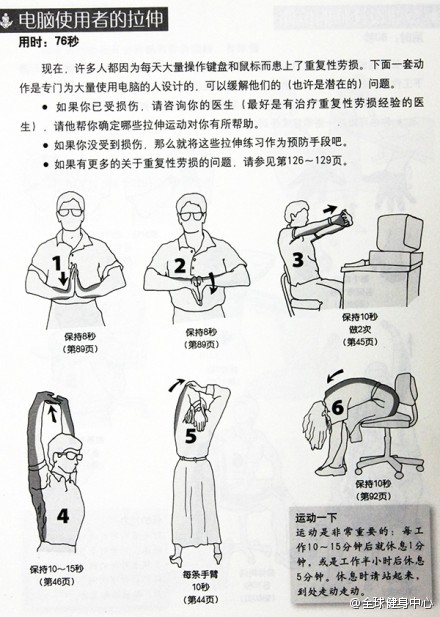 电脑使用者的拉伸
用时：76秒
现在，许多人都因为每天大量操作键盘和鼠标而患上了重复性劳损。下面一套动
作是专门为大量使用电脑的人设计的，可以缓解他们的（也许是潜在的）问题。
● 如果你已受损伤，请咨询你的医生（最好是有治疗重复性劳损经验的医
生），请他帮你确定哪些拉伸运动对你有所帮助。
● 如果你没受到损伤，那么就将这些拉伸练习作为预防手段吧。
● 如果有更多的关于重复性劳损的问题，请参见第126～129页。
1
保持8秒
（第89页）
2
保持8秒
（第89页）
3
保持10秒
做2次
（第45页）
4
保持10～15秒
（第46页）
5
每条手臂
10秒
（第44页）
6
保持10秒
（第92页）
运动一下
运动是非常重要的：每工
作10－15分钟后就休息1分
钟，或是工作半小时后休息
5分钟。休息时请站起来，
到处走动走动。
@全球健身中心